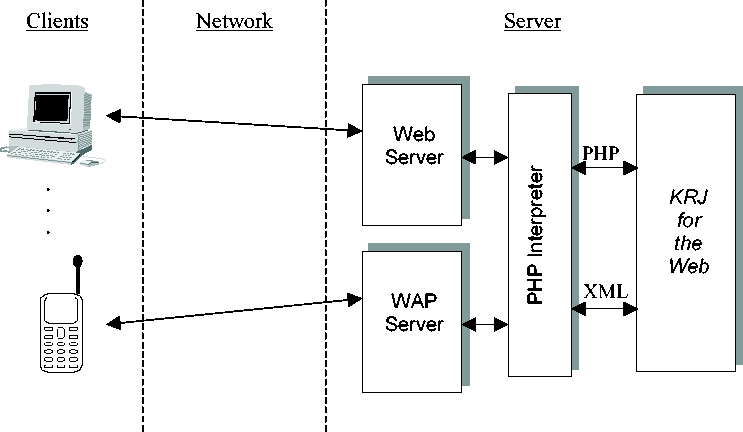 Clients
Network
Server
Web
Server
WAP
Server
PHP Interpreter
PHP
XML
KRJ
for
the
Web